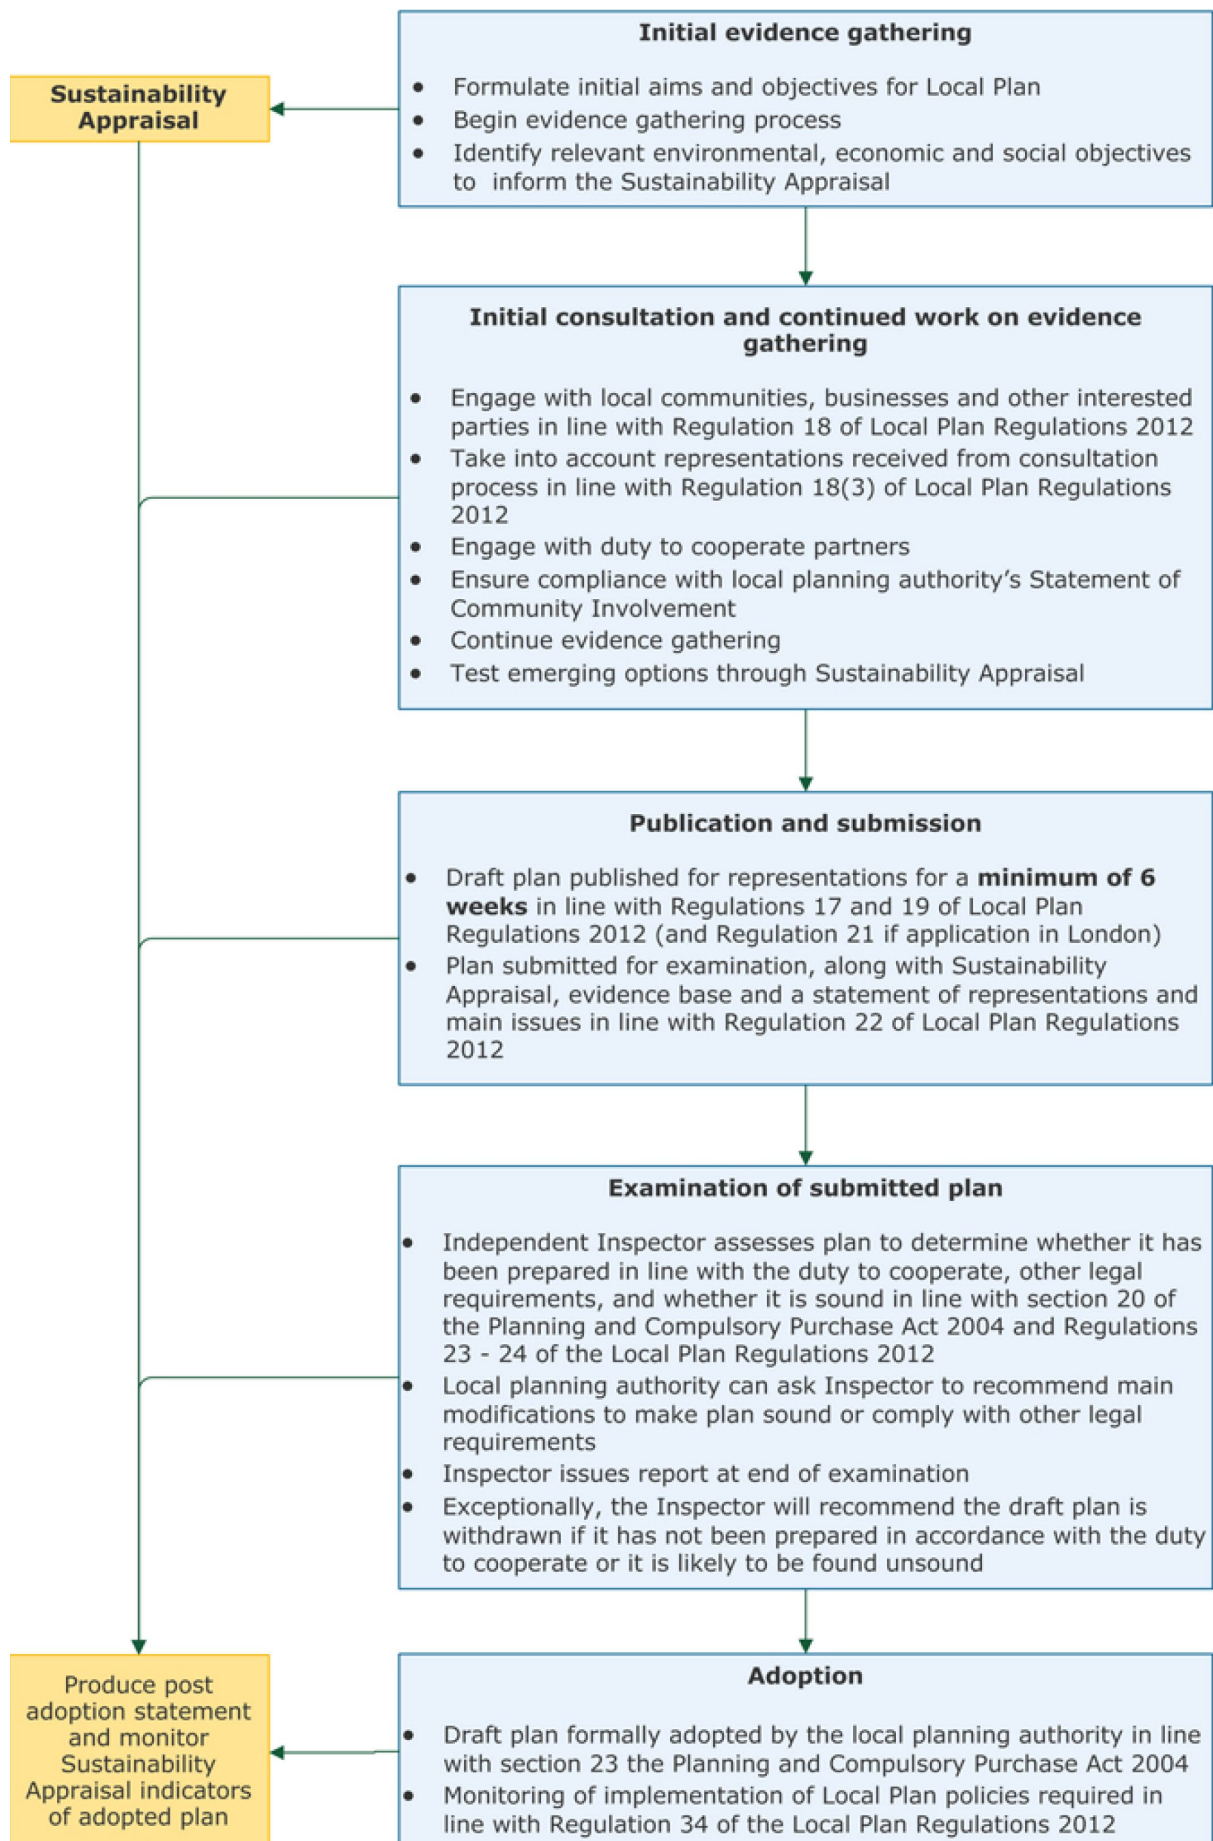 Initial evidence gathering
• Formulate initial aims and objectives for Local Plan
• Begin evidence gathering process
• Identify relevant environmental, economic and social objectives
to inform the Sustainability Appraisal
Sustainability
Appraisal
Initial consultation and continued work on evidence
gathering
• Engage with local communities, businesses and other interested
parties in line with Regulation 18 of Local Plan Regulations 2012
• Take into account representations received from consultation
process in line with Regulation 18(3) of Local Plan Regulations
2012
• Engage with duty to cooperate partners
• Ensure compliance with local planning authority’s Statement of
Community Involvement
• Continue evidence gathering
• Test emerging options through Sustainability Appraisal
Publication and submission
• Draft plan published for representations for a minimum of 6
weeks in line with Regulations 17 and 19 of Local Plan
Regulations 2012 (and Regulation 21 if application in London)
• Plan submitted for examination, along with Sustainability
Appraisal, evidence base and a statement of representations and
main issues in line with Regulation 22 of Local Plan Regulations
2012
Examination of submitted plan
• Independent Inspector assesses plan to determine whether it has
been prepared in line with the duty to cooperate, other legal
requirements, and whether it is sound in line with section 20 of
the Planning and Compulsory Purchase Act 2004 and Regulations
23 - 24 of the Local Plan Regulations 2012
• Local planning authority can ask Inspector to recommend main
modifications to make plan sound or comply with other legal
requirements
• Inspector issues report at end of examination
• Exceptionally, the Inspector will recommend the draft plan is
withdrawn if it has not been prepared in accordance with the duty
to cooperate or it is likely to be found unsound
Adoption
• Draft plan formally adopted by the local planning authority in line
with section 23 the Planning and Compulsory Purchase Act 2004
• Monitoring of implementation of Local Plan policies required in
line with Regulation 34 of the Local Plan Regulations 2012
Produce post
adoption statement
and monitor
Sustainability
Appraisal indicators
of adopted plan